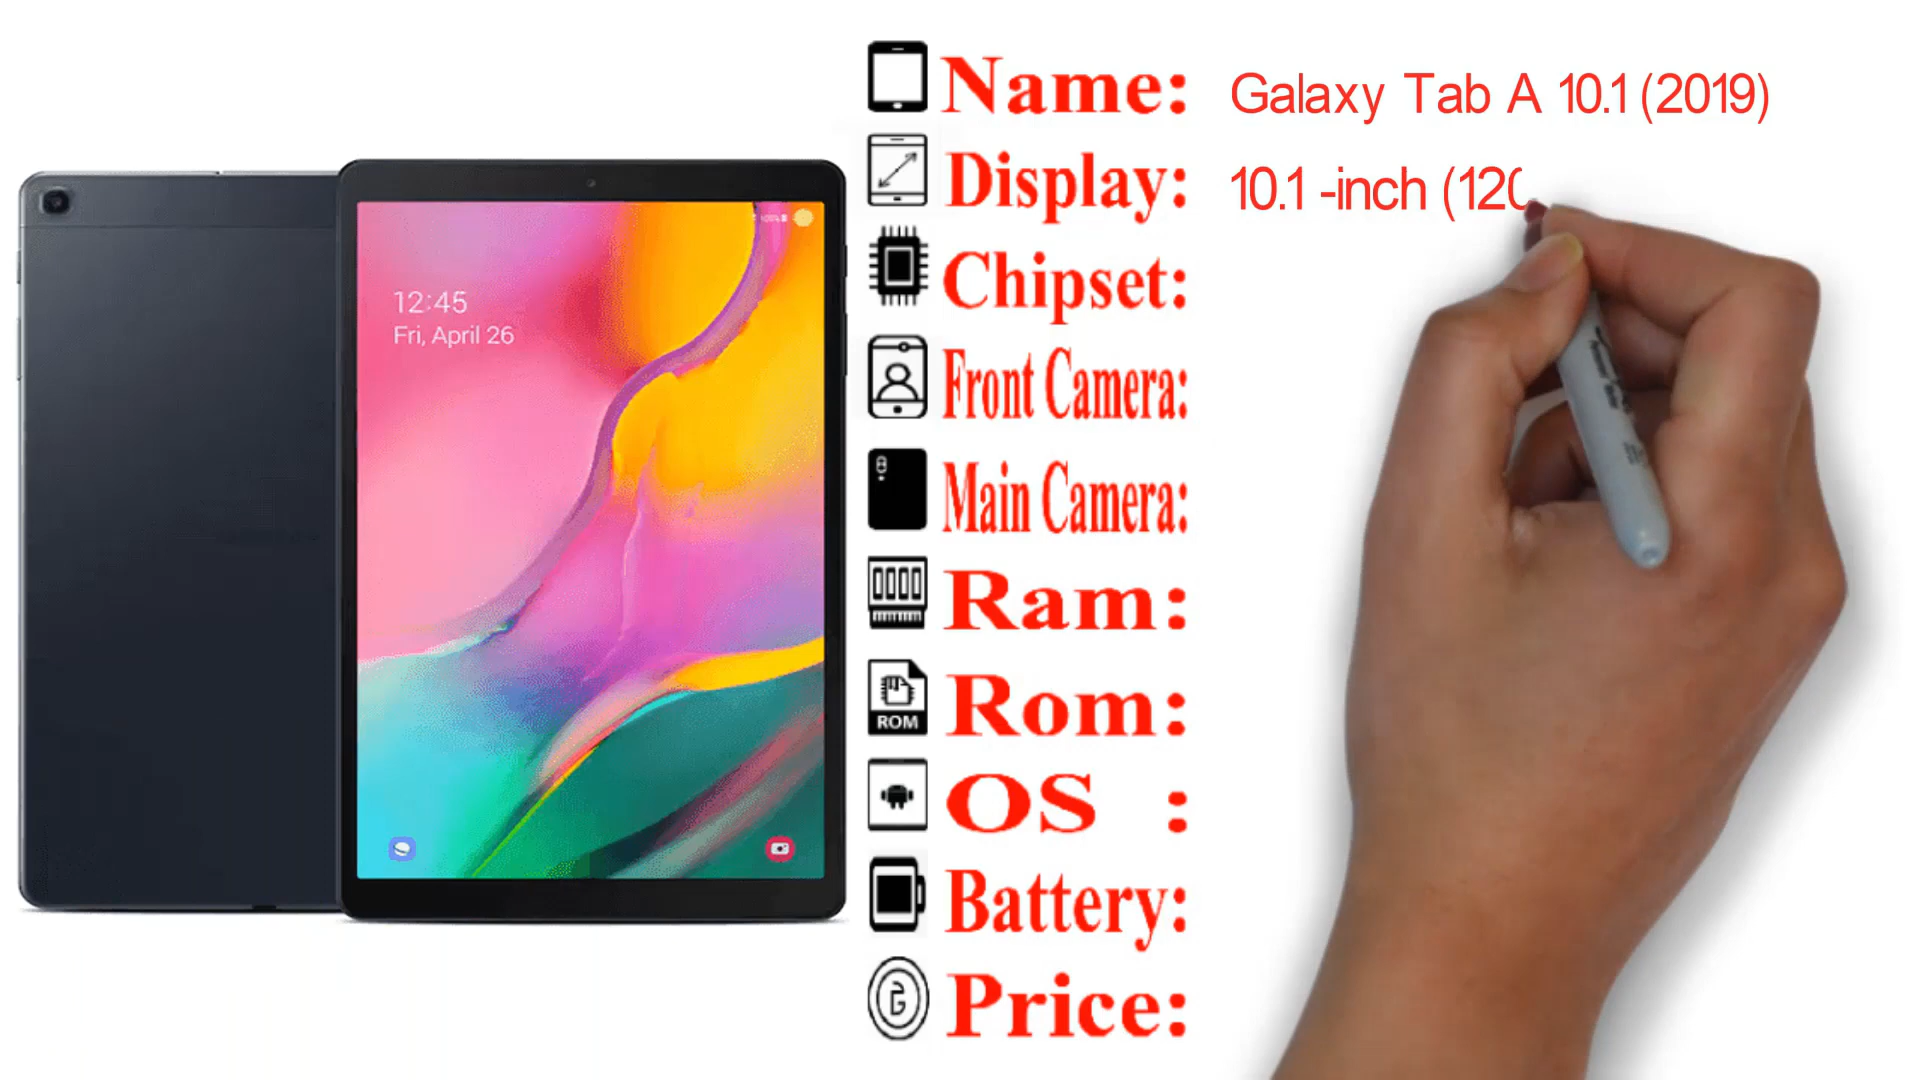 Name: Galaxy Tab A 10.1 (2019)
Display: 10.1 -inch (120
Chipset:
Front Camera:
Main Camera:
Ram:
Rom:
ROM
OS :
Battery:
Price:
12:45
Fri, April 26